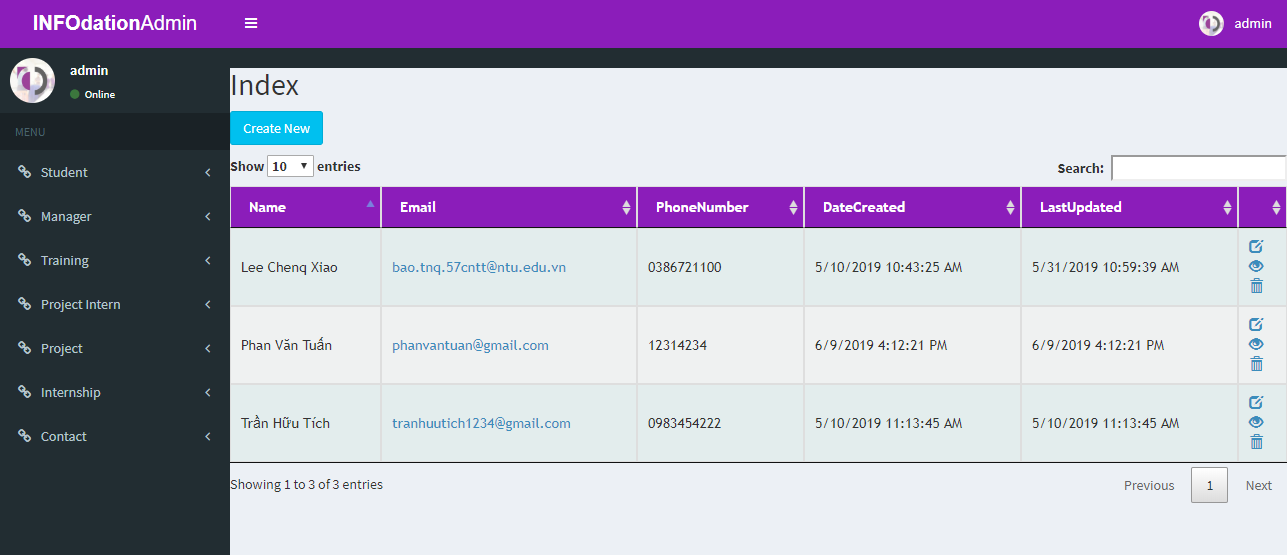 INFOdationAdmin admin
admin
Online
MENU
Student
Manager
Training
Project Intern
Project
Internship
Contact
Index
Create New
Show 10 entries Search:
Name Email PhoneNumber DateCreated LastUpdated
Lee Chenq Xiao bao.tnq.57cntt@ntu.edu.vn 0386721100 5/10/2019 10:43:25 AM 5/31/2019 10:59:39 AM
Phan Văn Tuấn phanvantuan@gmail.com 12314234 6/9/2019 4:12:21 PM 6/9/2019 4:12:21 PM
Trần Hữu Tích tranhuutich1234@gmail.com 0983454222 5/10/2019 11:13:45 AM 5/10/2019 11:13:45 AM
Showing 1 to 3 of 3 entries Previous 1 Next